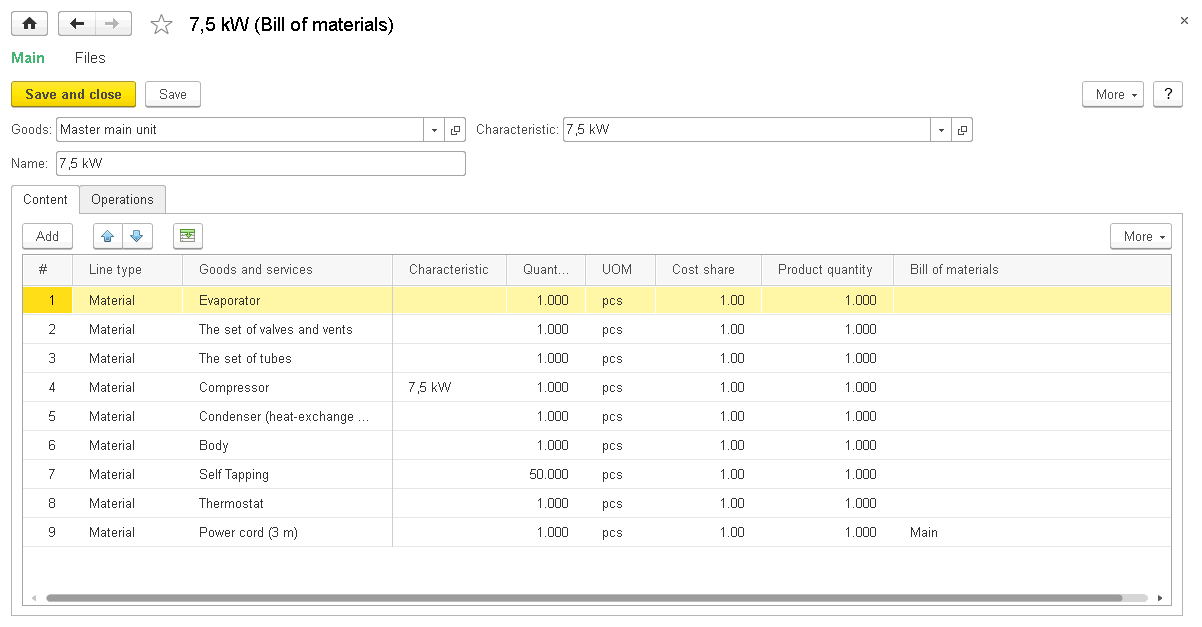 7,5 kW (Bill of materials)
Main Files
Save and close Save More ?
Goods: Master main unit Characteristic: 7,5 kW
Name: 7,5 kW
Content Operations
Add More
# Line type Goods and services Characteristic Quant... UOM Cost share Product quantity Bill of materials
1 Material Evaporator 1.000 pcs 1.00 1.000
2 Material The set of valves and vents 1.000 pcs 1.00 1.000
3 Material The set of tubes 1.000 pcs 1.00 1.000
4 Material Compressor 7,5 kW 1.000 pcs 1.00 1.000
5 Material Condenser (heat-exchange ... 1.000 pcs 1.00 1.000
6 Material Body 1.000 pcs 1.00 1.000
7 Material Self Tapping 50.000 pcs 1.00 1.000
8 Material Thermostat 1.000 pcs 1.00 1.000
9 Material Power cord (3 m) 1.000 pcs 1.00 1.000 Main